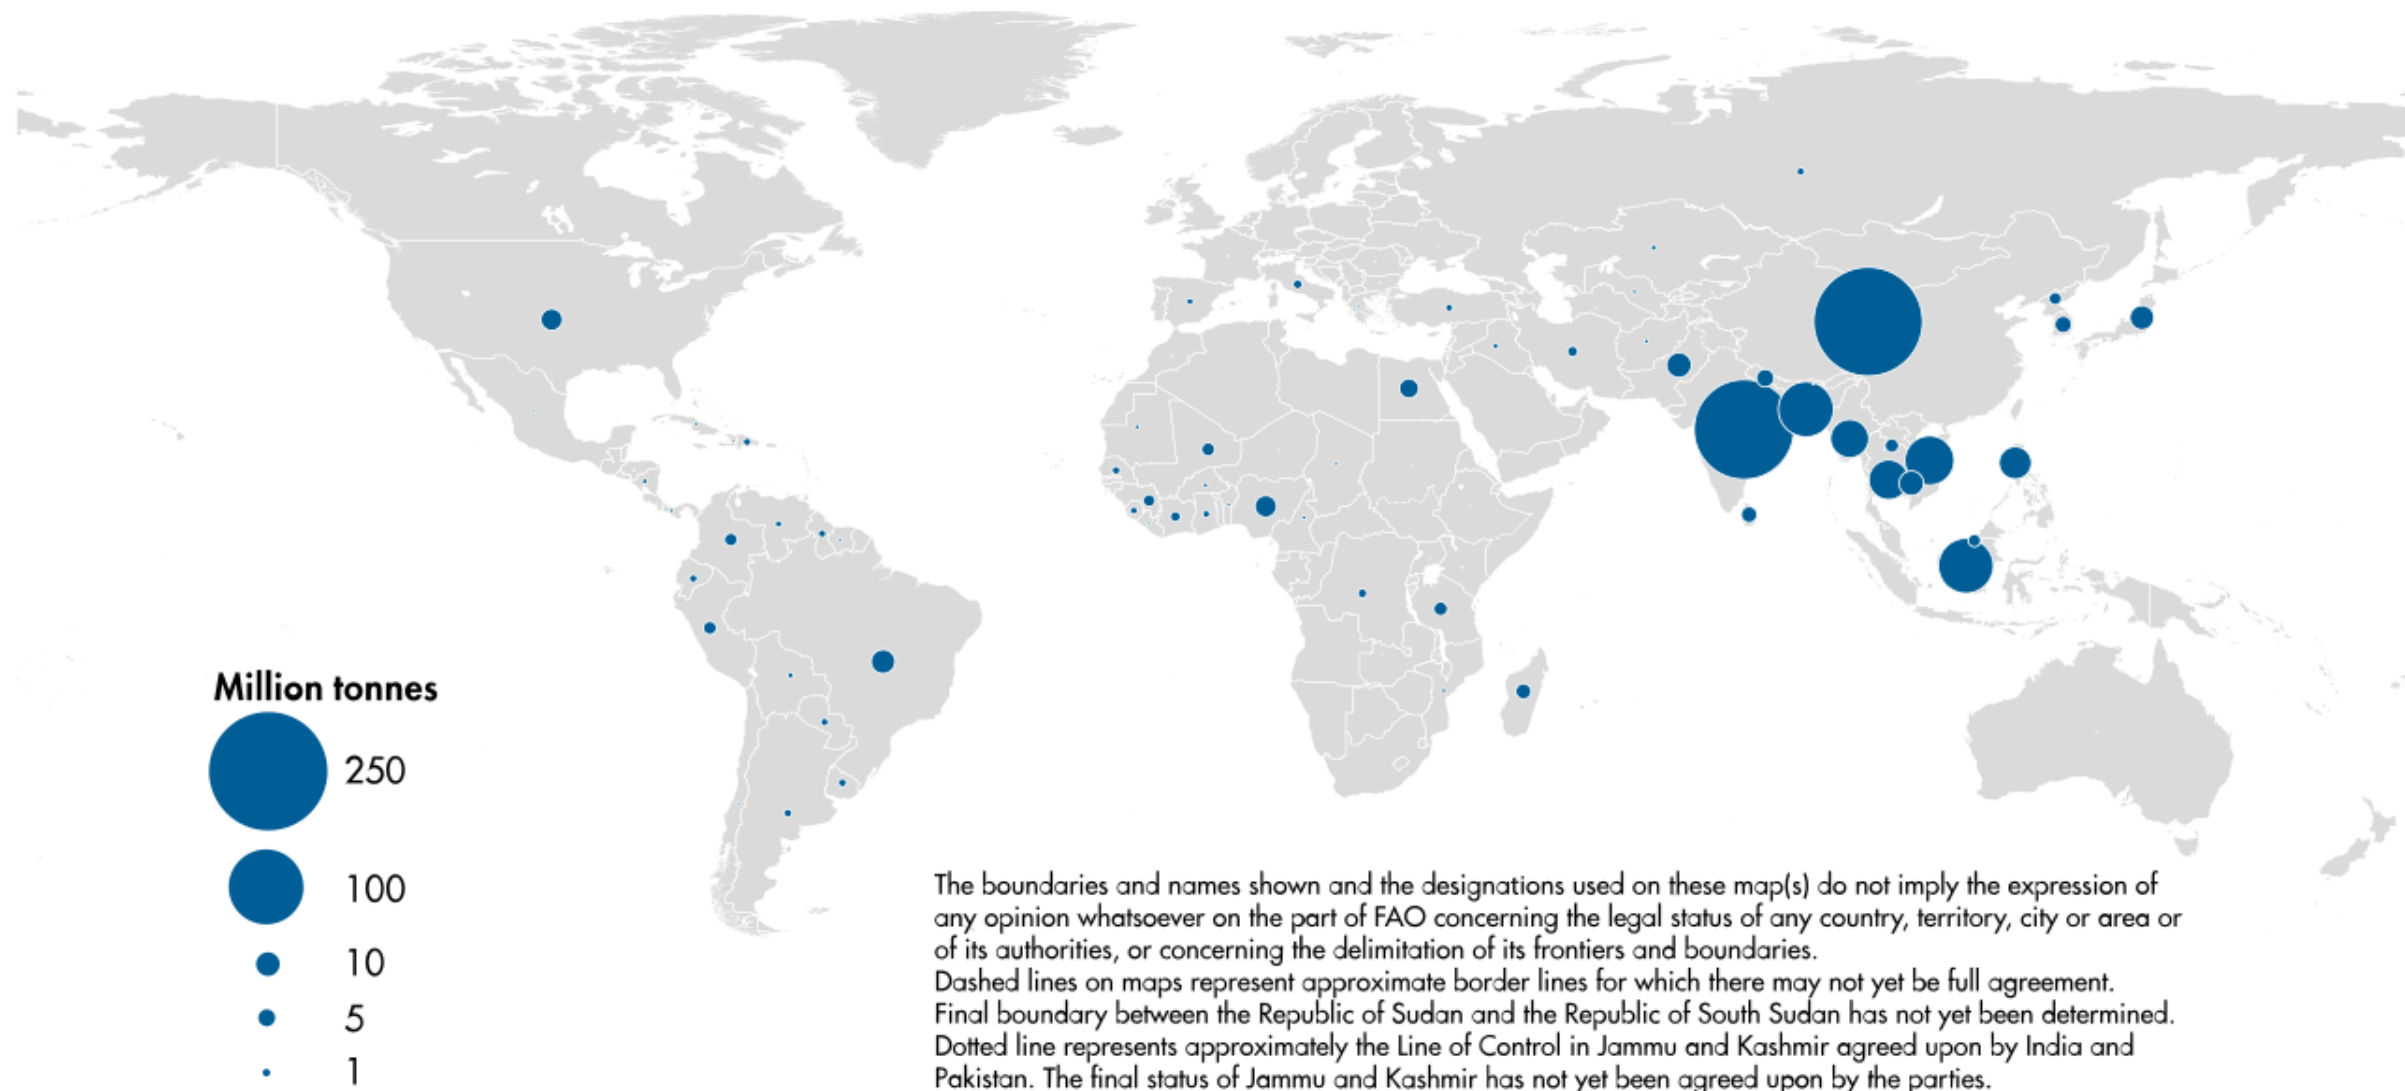 Million tonnes
250
100
10
5
1
The boundaries and names shown and the designations used on these map(s) do not imply the expression of
any opinion whatsoever on the part of FAO concerning the legal status of any country, territory, city or area or
of its authorities, or concerning the delimitation of its frontiers and boundaries.
Dashed lines on maps represent approximate border lines for which there may not yet be full agreement.
Final boundary between the Republic of Sudan and the Republic of South Sudan has not yet been determined.
Dotted line represents approximately the Line of Control in Jammu and Kashmir agreed upon by India and
Pakistan. The final status of Jammu and Kashmir has not yet been agreed upon by the parties.